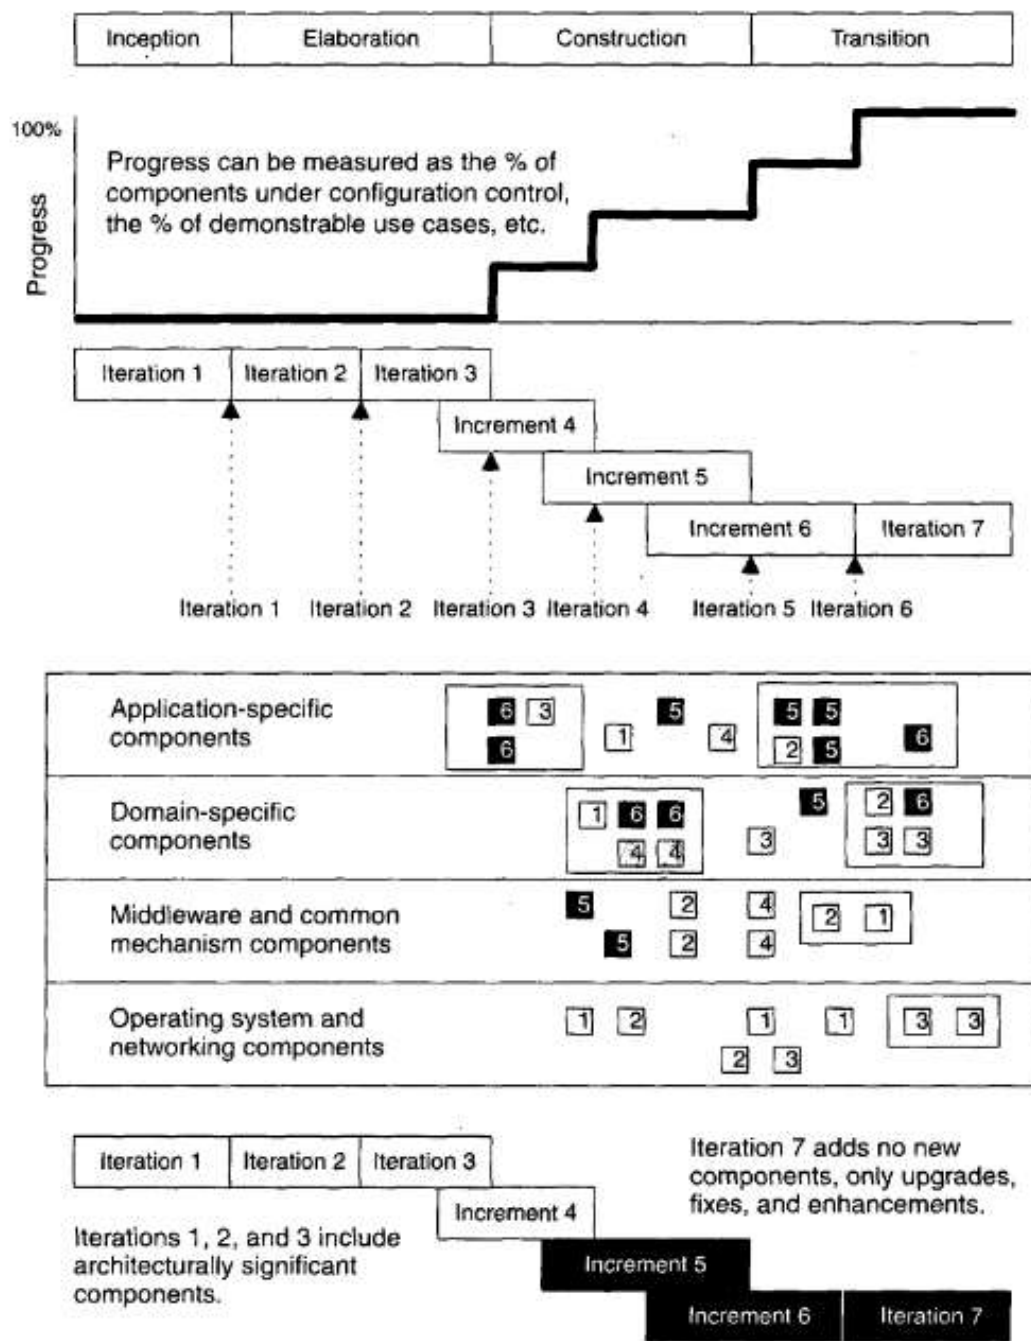 Inception Elaboration Construction Transition
100%
Progress can be measured as the % of
components under configuration control,
the % of demonstrable use cases, etc.
Progress
Iteration 1 Iteration 2 Iteration 3
Increment 4
Increment 5
Increment 6 Iteration 7
Iteration 1 Iteration 2 Iteration 3 Iteration 4 Iteration 5 Iteration 6
Application-specific
components
6 3 5 5 5
6 1 4 2 5 6
Domain-specific
components
1 6 6 5 2 6
4 4 3 3 3
Middleware and common
mechanism components
5 2 4 2 1
5 2 4
Operating system and
networking components
1 2 1 1 3 3
2 3
Iteration 1 Iteration 2 Iteration 3
Increment 4
Increment 5
Increment 6 Iteration 7
Iterations 1, 2, and 3 include
architecturally significant
components.
Iteration 7 adds no new
components, only upgrades,
fixes, and enhancements.